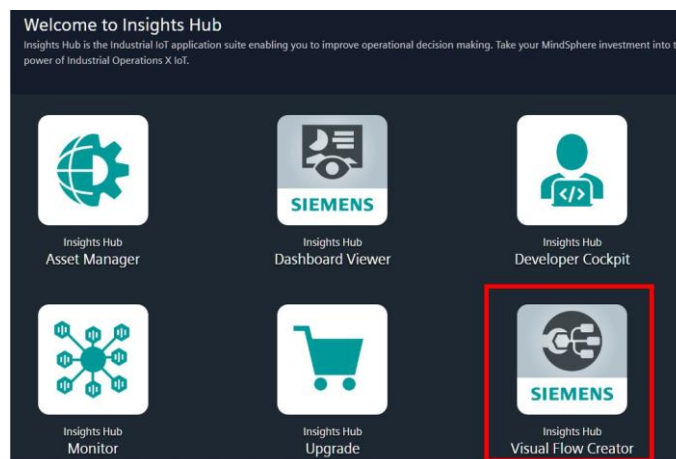 Welcome to Insights Hub
Insights Hub is the Industrial IoT application suite enabling you to improve operational decision making. Take your MindSphere investment into
power of Industrial Operations X IoT.
SIEMENS
</>
Insights Hub
Asset Manager
Insights Hub
Dashboard Viewer
Insights Hub
Developer Cockpit
SIEMENS
Insights Hub
Monitor
Insights Hub
Upgrade
Insights Hub
Visual Flow Creator